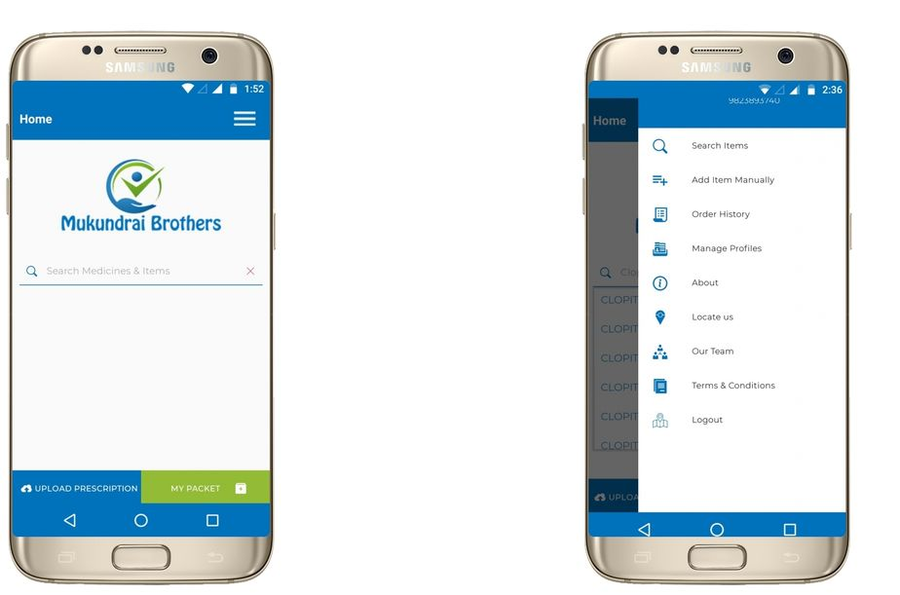 SAMSUNG
1:52
Home
Mukundrai Brothers
Search Medicines & Items
UPLOAD PRESCRIPTION
MY PACKET
SAMSUNG
2:36
9823893740
Home
Search Items
Add Item Manually
Order History
Manage Profiles
About
Locate us
Our Team
Terms & Conditions
Logout
Clo
CLOPIT
CLOPIT
CLOPIT
CLOPIT
CLOPIT
CLOPIT
UPLOA